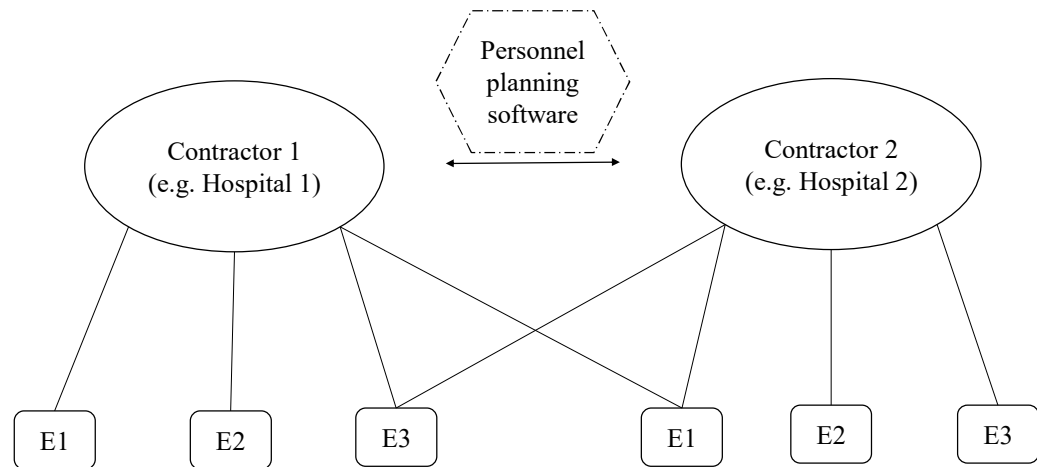 Personnel
planning
software
Contractor 1
(e.g. Hospital 1)
Contractor 2
(e.g. Hospital 2)
E1
E2
E3
E1
E2
E3